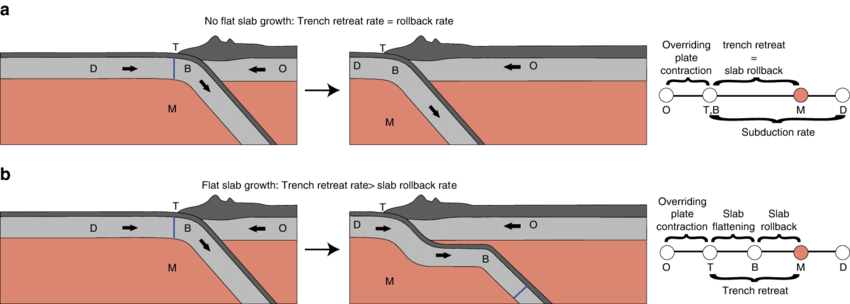 a
No flat slab growth: Trench retreat rate = rollback rate
T
D
B
O
M
T
D
B
O
M
Overriding
plate
contraction
trench retreat
=
slab rollback
O
T,B
M
D
Subduction rate
b
Flat slab growth: Trench retreat rate> slab rollback rate
T
D
B
O
M
T
D
O
B
M
Overriding
plate
contraction
Slab
flattening
Slab
rollback
O
T
B
M
D
Trench retreat